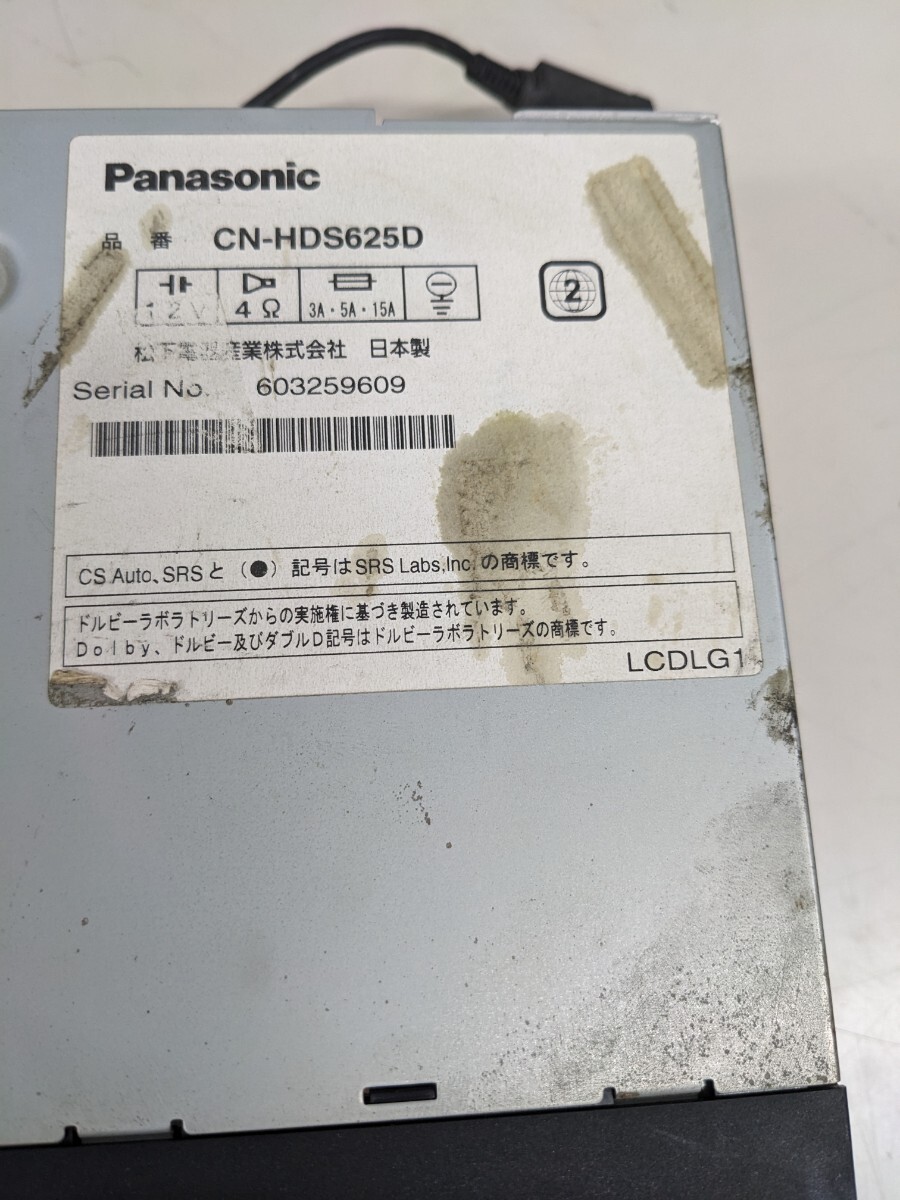 Panasonic
品 番 CN-HDS625D
12V 4Ω 3A・5A・15A 2
松下電器産業株式会社 日本製
Serial No. 603259609
CS Auto、SRSと(●)記号はSRS Labs,Inc.の商標です。
ドルビーラボラトリーズからの実施権に基づき製造されています。
Dolby、ドルビー及びダブルD記号はドルビーラボラトリーズの商標です。
LCDLG1